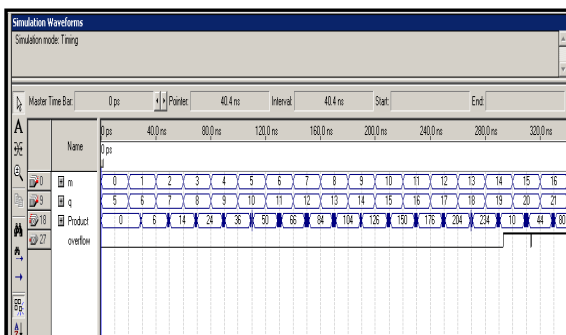 Simulation Waveforms
Simulation mode: Timing
Master Time Bar: 0 ps Pointer: 40.4 ns Interval: 40.4 ns Start: End:
Name 0 ps 40.0 ns 80.0 ns 120.0 ns 160.0 ns 200.0 ns 240.0 ns 280.0 ns 320.0 ns
0 ps
0 m 0 1 2 3 4 5 6 7 8 9 10 11 12 13 14 15 16
9 q 5 6 7 8 9 10 11 12 13 14 15 16 17 18 19 20 21
18 Product 0 6 14 24 36 50 66 84 104 126 150 176 204 234 10 44 80
27 overflow